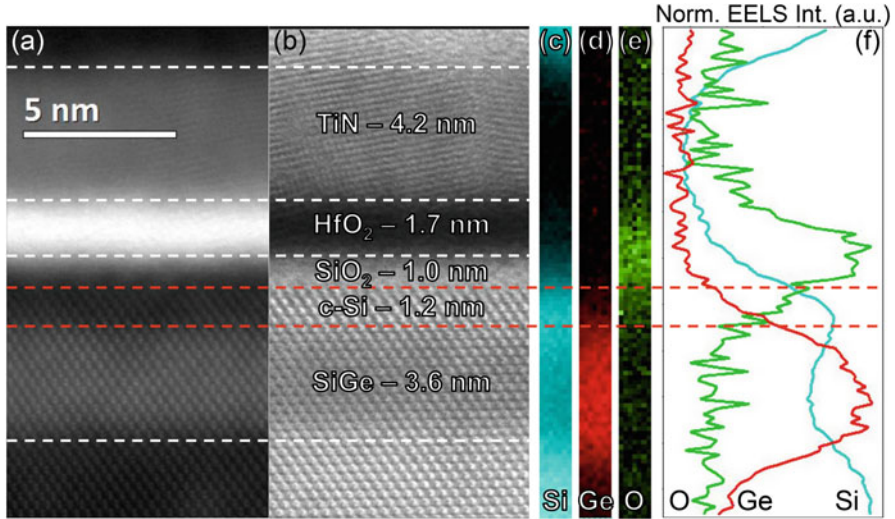 Norm. EELS Int. (a.u.)
(a)
(b)
(c)
(d)
(e)
(f)
5 nm
TiN – 4.2 nm
HfO₂ – 1.7 nm
SiO₂ – 1.0 nm
c-Si – 1.2 nm
SiGe – 3.6 nm
Si
Ge
O
O
Ge
Si